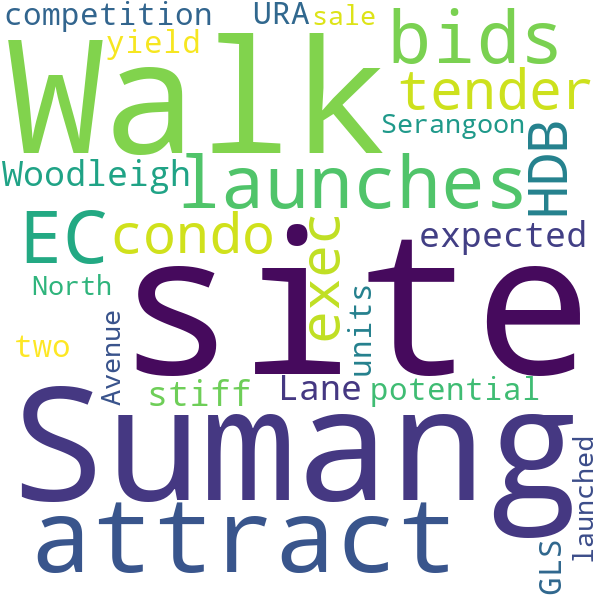 competition URA sale
Walk
yield
bids
tender
Serangoon
Woodleigh
launches
HDB
EC
condo
exec
expected
site
North
units
Avenue
two
stiff
Lane
potential
Sumang
launched
attract
GLS